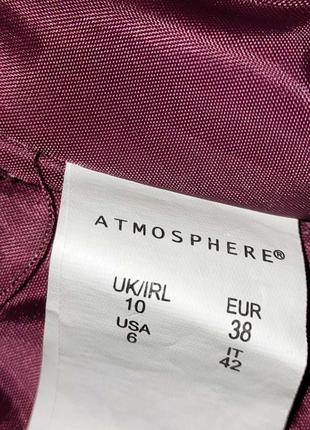 ATMOSPHERE®
UK/IRL EUR
10 38
USA IT
6 42